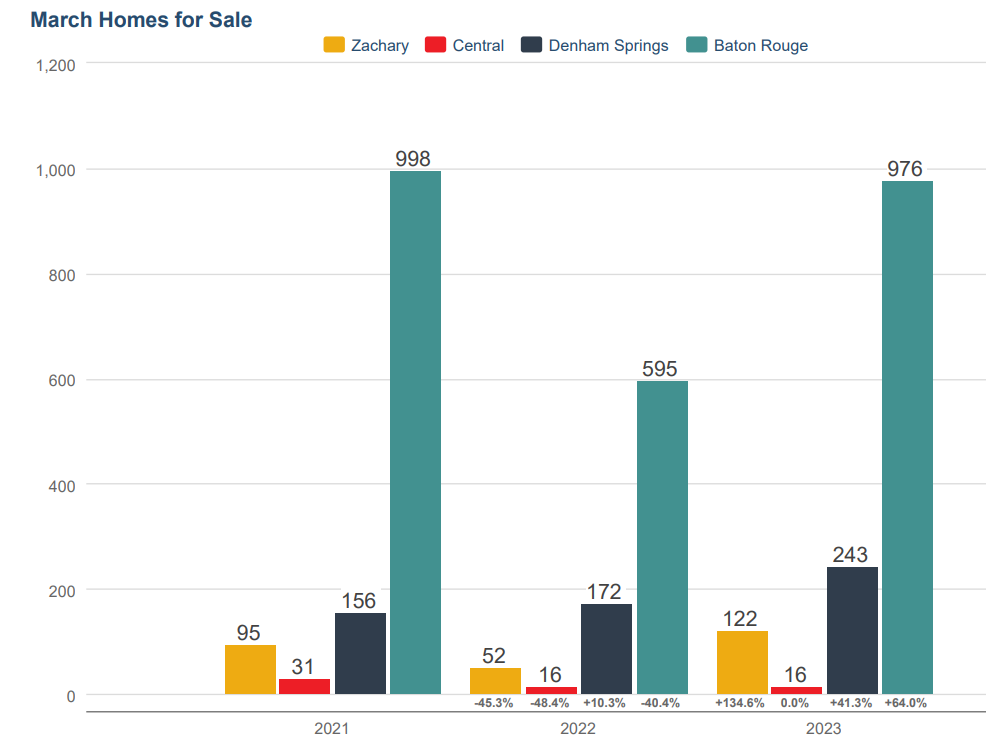 March Homes for Sale
Zachary Central Denham Springs Baton Rouge
1,200
1,000
800
600
400
200
0
95 31 156 998
52 16 172 595
122 16 243 976
-45.3% -48.4% +10.3% -40.4% +134.6% 0.0% +41.3% +64.0%
2021 2022 2023